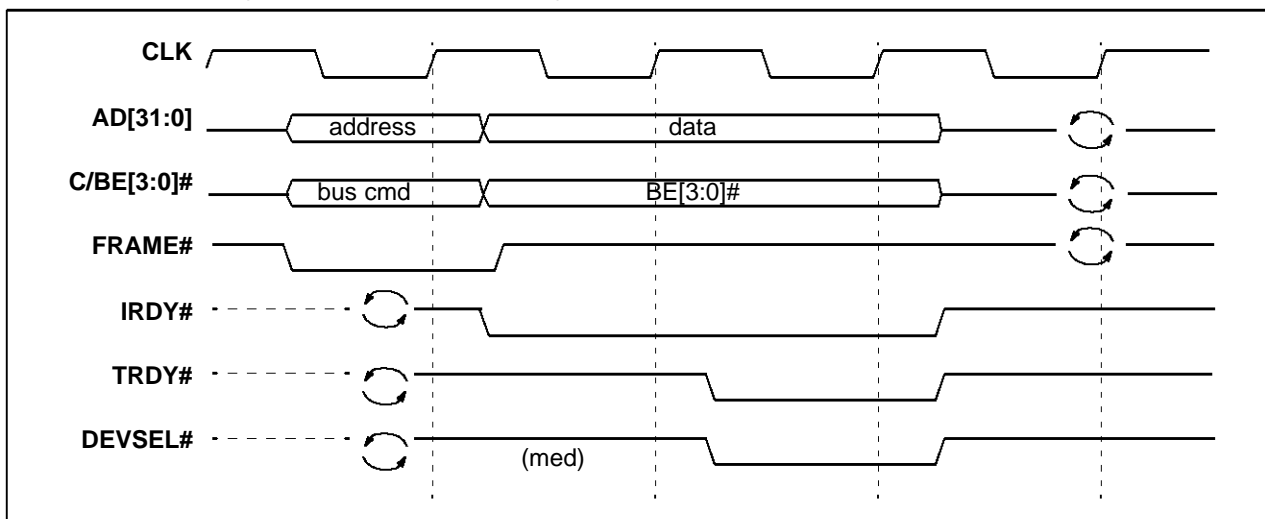 CLK
AD[31:0]
address
data
C/BE[3:0]#
bus cmd
BE[3:0]#
FRAME#
IRDY#
TRDY#
DEVSEL#
(med)